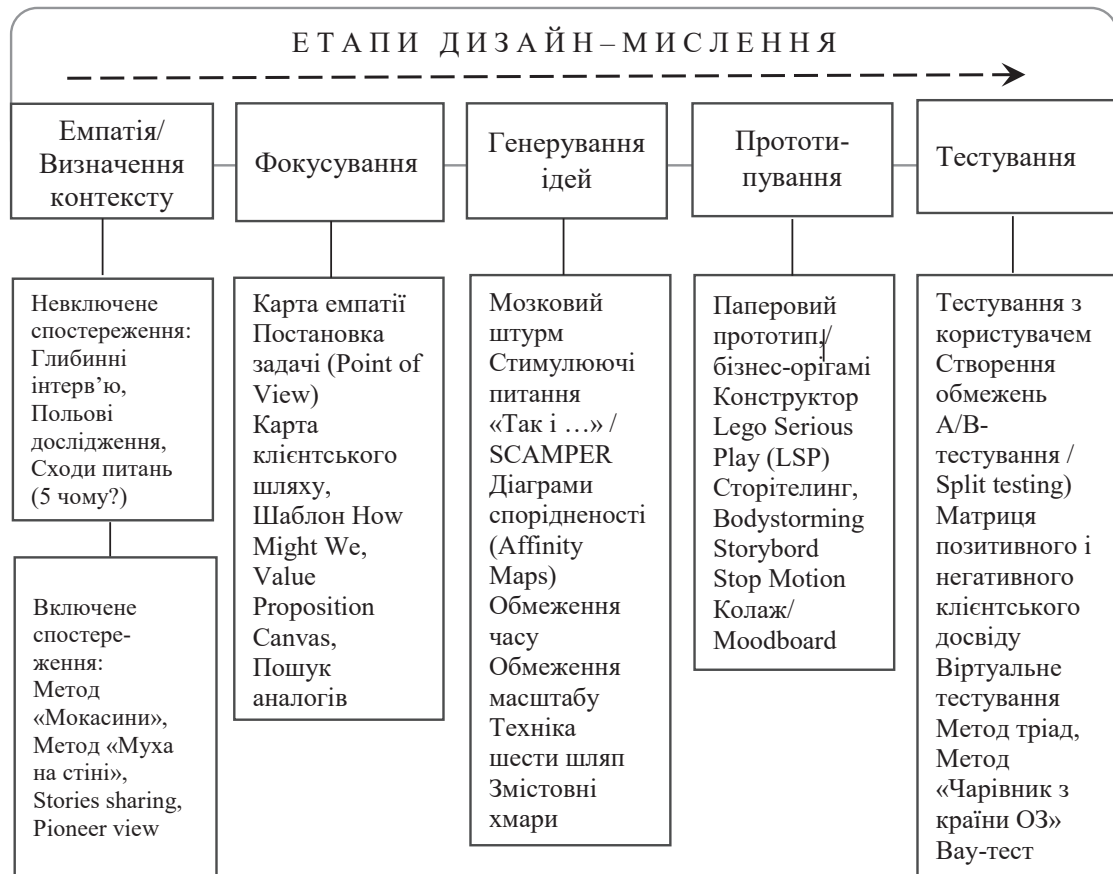 ЕТАПИ ДИЗАЙН–МИСЛЕННЯ
Емпатія/
Визначення
контексту
Фокусування
Генерування
ідей
Прототи-
пування
Тестування
Невключене
спостереження:
Глибинні
інтерв’ю,
Польові
дослідження,
Сходи питань
(5 чому?)
Включене
спостере-
ження:
Метод
«Мокасини»,
Метод «Муха
на стіні»,
Stories sharing,
Pioneer view
Карта емпатії
Постановка
задачі (Point of
View)
Карта
клієнтського
шляху,
Шаблон How
Might We,
Value
Proposition
Canvas,
Пошук
аналогів
Мозковий
штурм
Стимулюючі
питання
«Так і …» /
SCAMPER
Діаграми
спорідненості
(Affinity
Maps)
Обмеження
часу
Обмеження
масштабу
Техніка
шести шляп
Змістовні
хмари
Паперовий
прототип,/
бізнес-орігамі
Конструктор
Lego Serious
Play (LSP)
Сторітелинг,
Bodystorming
Storybord
Stop Motion
Колаж/
Moodboard
Тестування з
користувачем
Створення
обмежень
А/В-
тестування /
Split testing)
Матриця
позитивного і
негативного
клієнтського
досвіду
Віртуальне
тестування
Метод тріад,
Метод
«Чарівник з
країни ОЗ»
Вау-тест